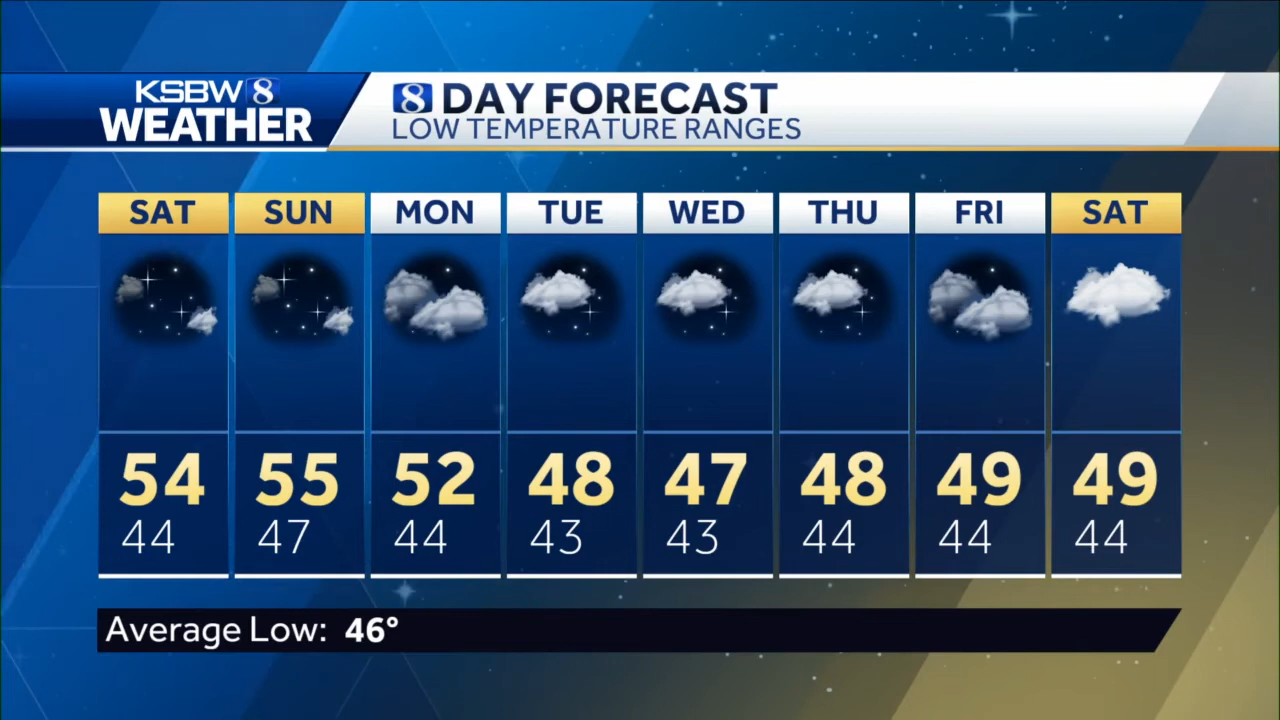 KSBW 8
WEATHER
8 DAY FORECAST
LOW TEMPERATURE RANGES
SAT SUN MON TUE WED THU FRI SAT
54 55 52 48 47 48 49 49
44 47 44 43 43 44 44 44
Average Low: 46°